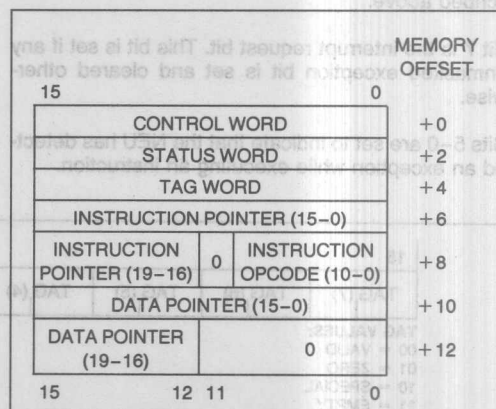 MEMORY
OFFSET
15 0
CONTROL WORD +0
STATUS WORD +2
TAG WORD +4
INSTRUCTION POINTER (15–0) +6
INSTRUCTION POINTER (19–16) 0 INSTRUCTION OPCODE (10–0) +8
DATA POINTER (15–0) +10
DATA POINTER (19–16) 0 +12
15 12 11 0